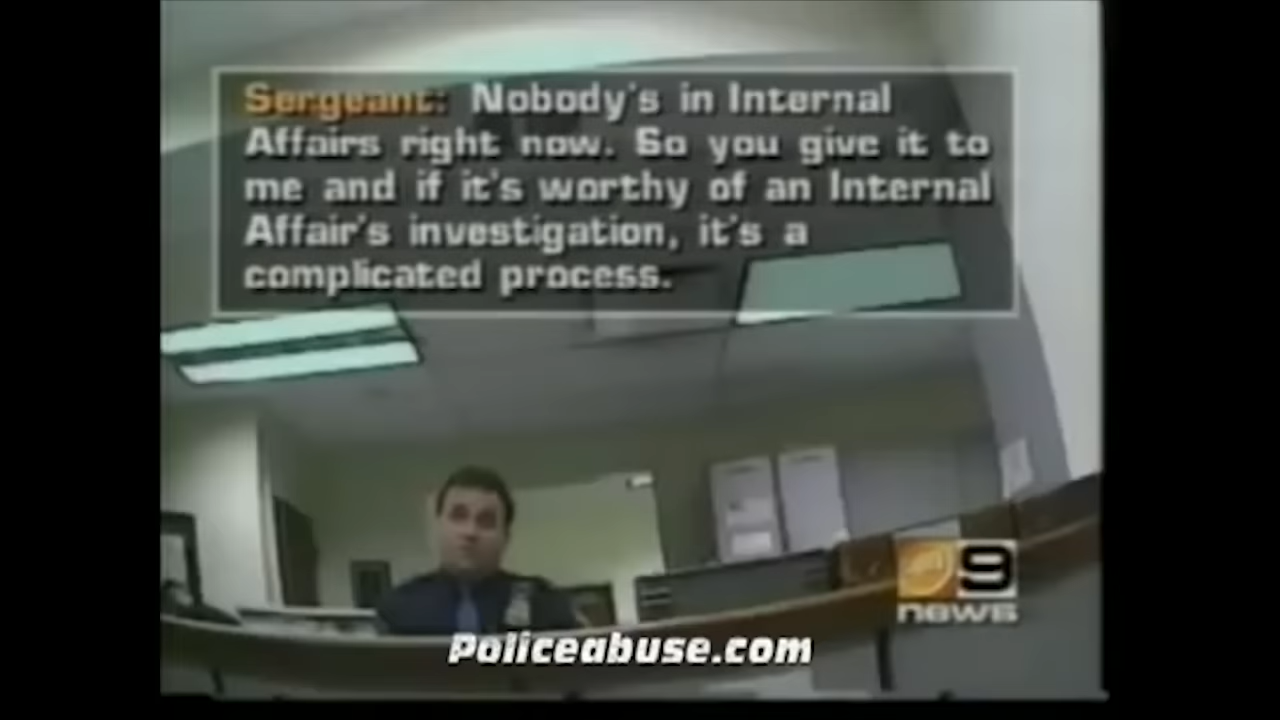 Sergeant: Nobody's in Internal
Affairs right now. So you give it to
me and if it's worthy of an Internal
Affair's investigation, it's a
complicated process.
9
news
Policeabuse.com